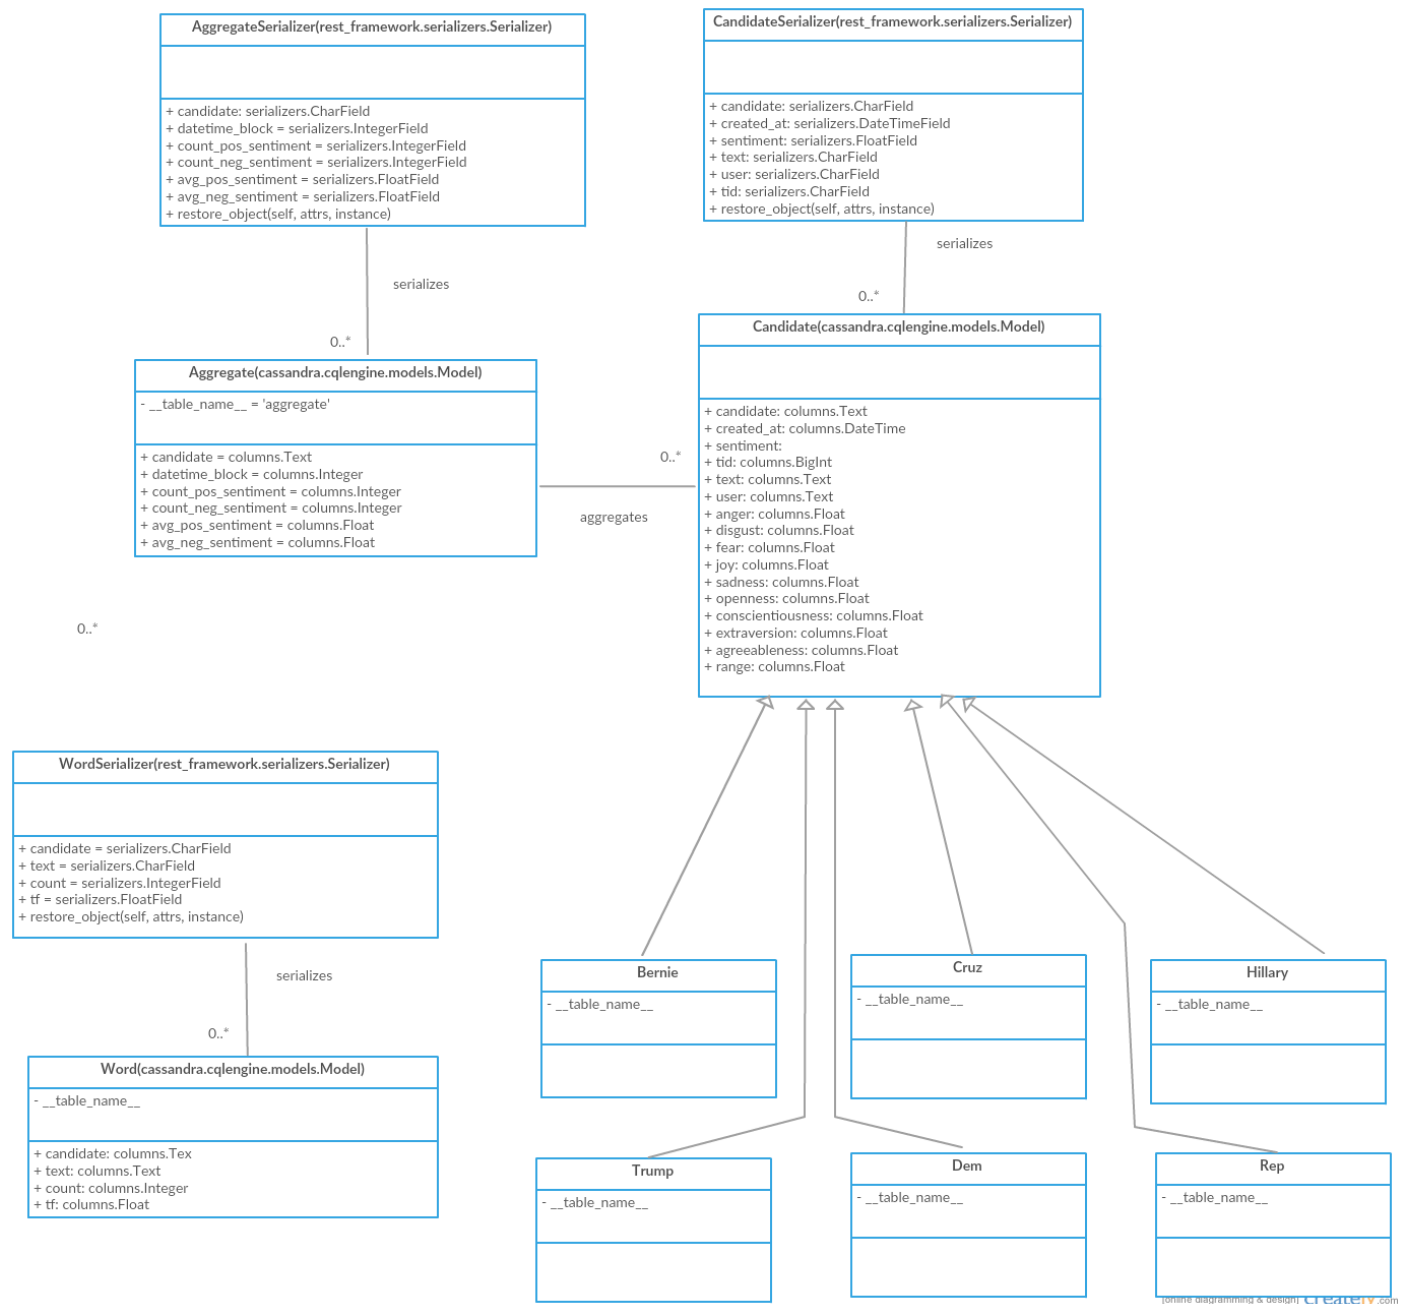 AggregateSerializer(rest_framework.serializers.Serializer)
+ candidate: serializers.CharField
+ datetime_block = serializers.IntegerField
+ count_pos_sentiment = serializers.IntegerField
+ count_neg_sentiment = serializers.IntegerField
+ avg_pos_sentiment = serializers.FloatField
+ avg_neg_sentiment = serializers.FloatField
+ restore_object(self, attrs, instance)
CandidateSerializer(rest_framework.serializers.Serializer)
+ candidate: serializers.CharField
+ created_at: serializers.DateTimeField
+ sentiment: serializers.FloatField
+ text: serializers.CharField
+ user: serializers.CharField
+ tid: serializers.CharField
+ restore_object(self, attrs, instance)
serializes
0..*
serializes
0..*
Aggregate(cassandra.cqlengine.models.Model)
- __table_name__ = 'aggregate'
+ candidate = columns.Text
+ datetime_block = columns.Integer
+ count_pos_sentiment = columns.Integer
+ count_neg_sentiment = columns.Integer
+ avg_pos_sentiment = columns.Float
+ avg_neg_sentiment = columns.Float
0..*
aggregates
Candidate(cassandra.cqlengine.models.Model)
+ candidate: columns.Text
+ created_at: columns.DateTime
+ sentiment:
+ tid: columns.BigInt
+ text: columns.Text
+ user: columns.Text
+ anger: columns.Float
+ disgust: columns.Float
+ fear: columns.Float
+ joy: columns.Float
+ sadness: columns.Float
+ openness: columns.Float
+ conscientiousness: columns.Float
+ extraversion: columns.Float
+ agreeableness: columns.Float
+ range: columns.Float
0..*
WordSerializer(rest_framework.serializers.Serializer)
+ candidate = serializers.CharField
+ text = serializers.CharField
+ count = serializers.IntegerField
+ tf = serializers.FloatField
+ restore_object(self, attrs, instance)
serializes
0..*
Word(cassandra.cqlengine.models.Model)
- __table_name__
+ candidate: columns.Tex
+ text: columns.Text
+ count: columns.Integer
+ tf: columns.Float
Bernie
- __table_name__
Cruz
- __table_name__
Hillary
- __table_name__
Trump
- __table_name__
Dem
- __table_name__
Rep
- __table_name__
[online diagramming & design] creately.com